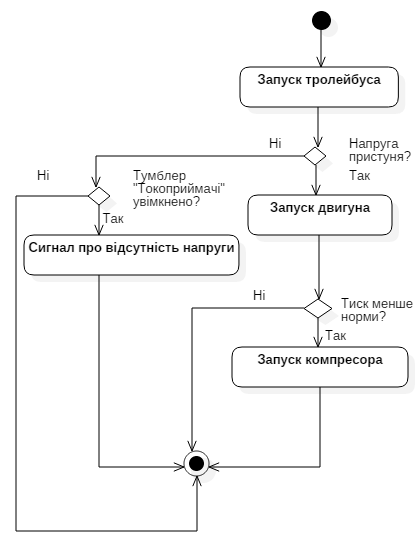 Запуск тролейбуса
Ні
Напруга
пристуня?
Так
Ні
Тумблер
"Токоприймачі"
увімкнено?
Так
Запуск двигуна
Сигнал про відсутність напруги
Ні
Тиск менше
норми?
Так
Запуск компресора